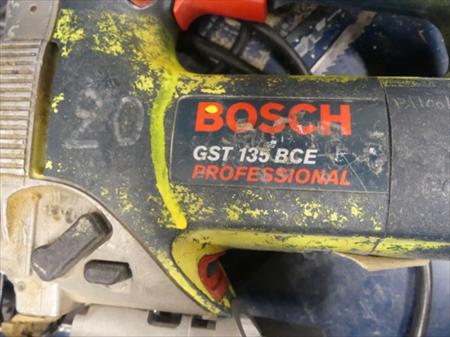 20
BOSCH
GST 135 BCE
PROFESSIONAL